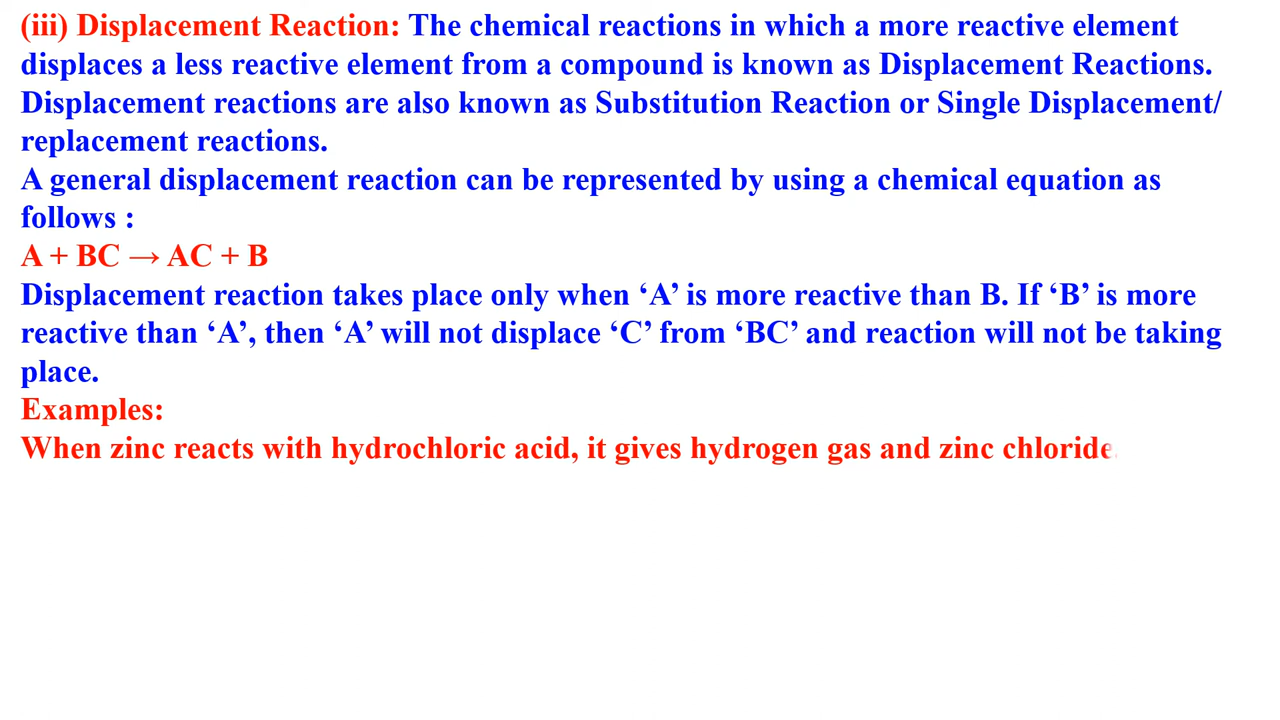 (iii) Displacement Reaction: The chemical reactions in which a more reactive element
displaces a less reactive element from a compound is known as Displacement Reactions.
Displacement reactions are also known as Substitution Reaction or Single Displacement/
replacement reactions.
A general displacement reaction can be represented by using a chemical equation as
follows :
A + BC → AC + B
Displacement reaction takes place only when ‘A’ is more reactive than B. If ‘B’ is more
reactive than ‘A’, then ‘A’ will not displace ‘C’ from ‘BC’ and reaction will not be taking
place.
Examples:
When zinc reacts with hydrochloric acid, it gives hydrogen gas and zinc chloride.